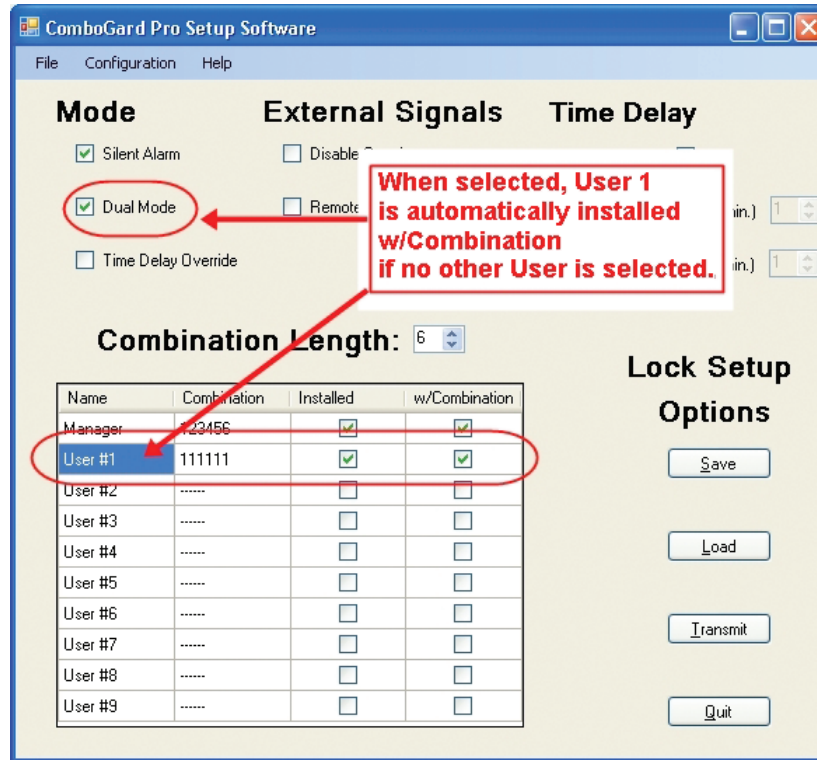 ComboGard Pro Setup Software
File Configuration Help
Mode External Signals Time Delay
Silent Alarm Disable
Dual Mode Remote 1
Time Delay Override 1
When selected, User 1
is automatically installed
w/Combination
if no other User is selected.
Combination Length: 6
Lock Setup
Options
Name Combination Installed w/Combination
Manager 123456
User #1 111111
User #2 ------
User #3 ------
User #4 ------
User #5 ------
User #6 ------
User #7 ------
User #8 ------
User #9 ------
Save
Load
Transmit
Quit